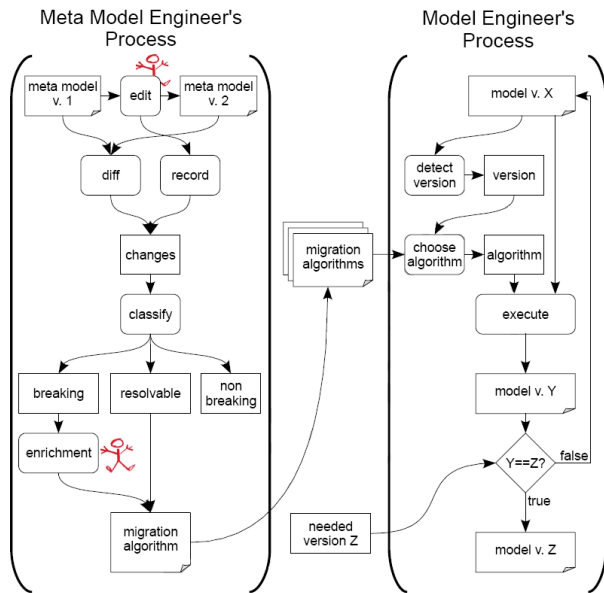 Meta Model Engineer's
Process
meta model
v. 1
edit
meta model
v. 2
diff
record
changes
classify
breaking
resolvable
non
breaking
enrichment
migration
algorithm
migration
algorithms
needed
version Z
Model Engineer's
Process
model v. X
detect
version
version
choose
algorithm
algorithm
execute
model v. Y
Y==Z?
false
true
model v. Z